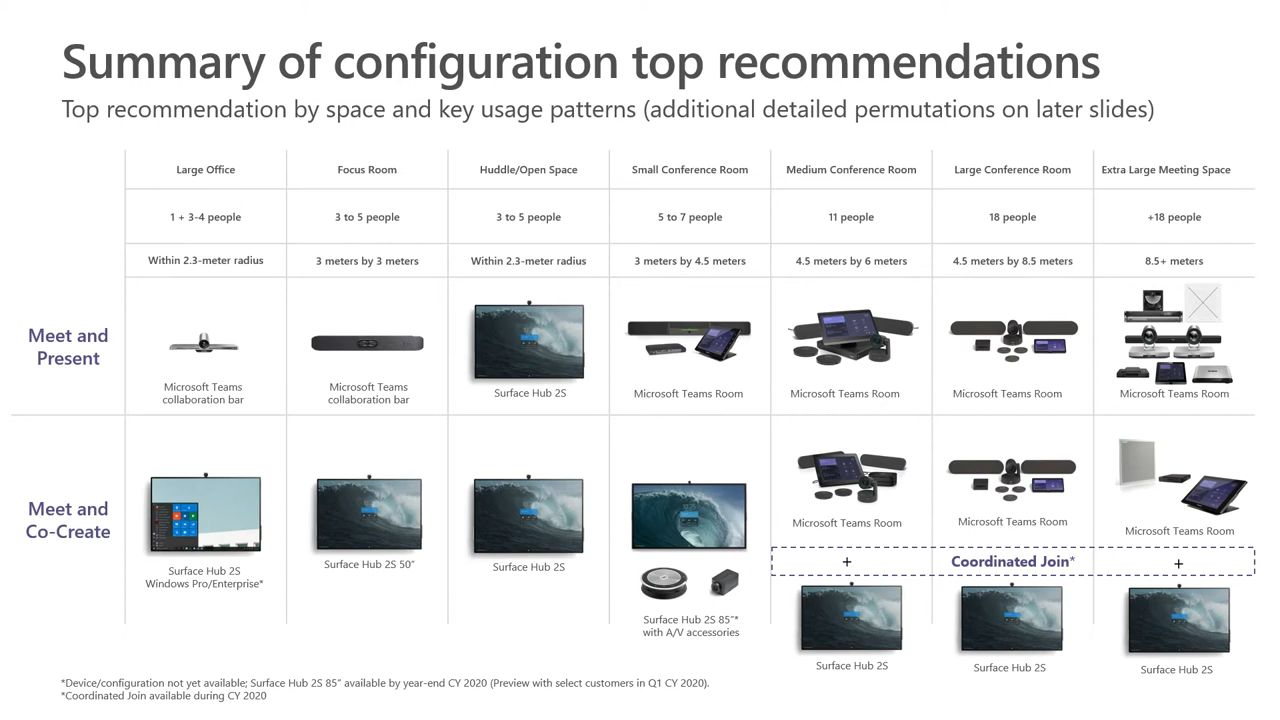 Summary of configuration top recommendations
Top recommendation by space and key usage patterns (additional detailed permutations on later slides)
Large Office
Focus Room
Huddle/Open Space
Small Conference Room
Medium Conference Room
Large Conference Room
Extra Large Meeting Space
1 + 3-4 people
3 to 5 people
3 to 5 people
5 to 7 people
11 people
18 people
+18 people
Within 2.3-meter radius
3 meters by 3 meters
Within 2.3-meter radius
3 meters by 4.5 meters
4.5 meters by 6 meters
4.5 meters by 8.5 meters
8.5+ meters
Meet and
Present
Microsoft Teams
collaboration bar
Microsoft Teams
collaboration bar
Surface Hub 2S
Microsoft Teams Room
Microsoft Teams Room
Microsoft Teams Room
Microsoft Teams Room
Meet and
Co-Create
Surface Hub 2S
Windows Pro/Enterprise*
Surface Hub 2S 50″
Surface Hub 2S
Surface Hub 2S 85″*
with A/V accessories
Microsoft Teams Room
Microsoft Teams Room
Microsoft Teams Room
+
Coordinated Join*
+
Surface Hub 2S
Surface Hub 2S
Surface Hub 2S
*Device/configuration not yet available; Surface Hub 2S 85″ available by year-end CY 2020 (Preview with select customers in Q1 CY 2020).
*Coordinated Join available during CY 2020